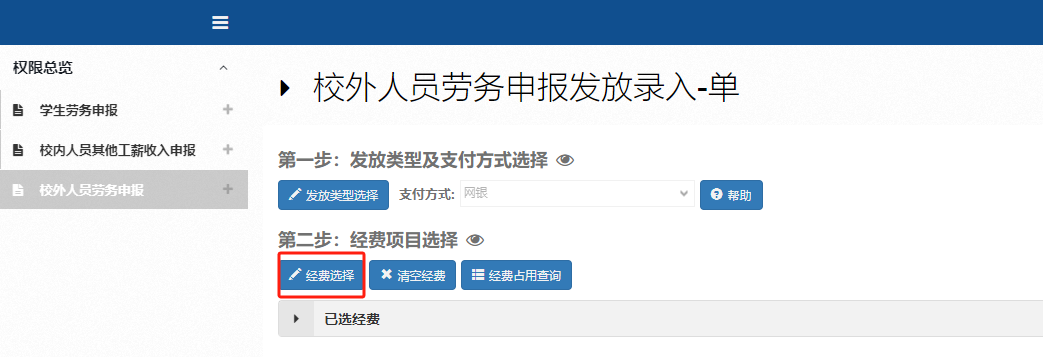 权限总览
学生劳务申报
校内人员其他工薪收入申报
校外人员劳务申报
校外人员劳务申报发放录入-单
第一步：发放类型及支付方式选择
发放类型选择 支付方式: 网银 帮助
第二步：经费项目选择
经费选择 清空经费 经费占用查询
已选经费